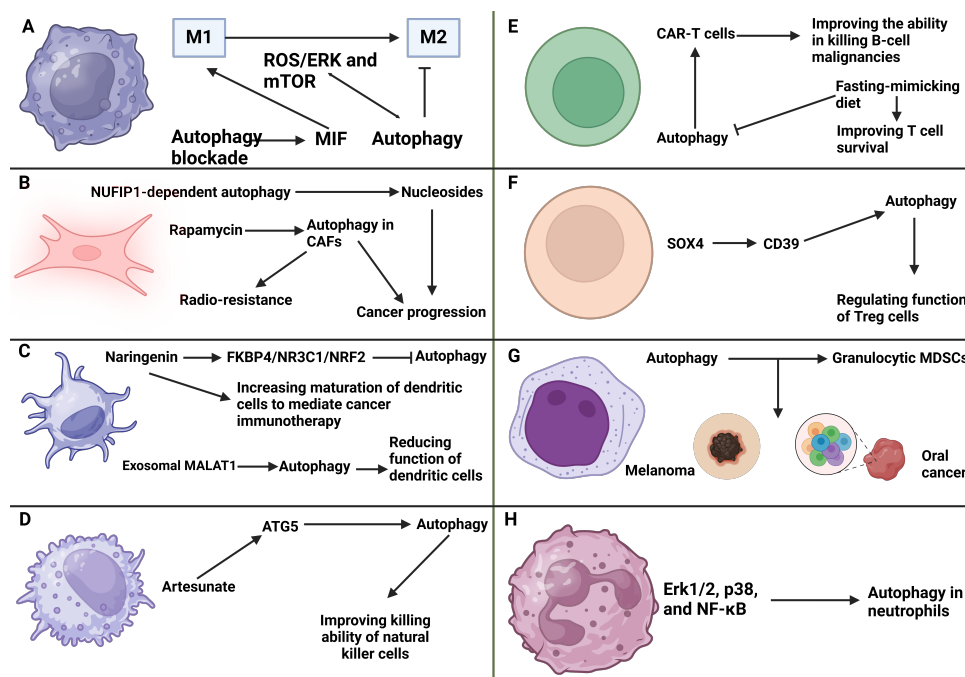 A
M1
M2
ROS/ERK and
mTOR
Autophagy
blockade
MIF
Autophagy
B
NUFIP1-dependent autophagy
Nucleosides
Rapamycin
Autophagy in
CAFs
Radio-resistance
Cancer progression
C
Naringenin
FKBP4/NR3C1/NRF2
Autophagy
Increasing maturation of dendritic
cells to mediate cancer
immunotherapy
Exosomal MALAT1
Autophagy
Reducing
function of
dendritic cells
D
ATG5
Autophagy
Artesunate
Improving killing
ability of natural
killer cells
E
CAR-T cells
Improving the ability
in killing B-cell
malignancies
Fasting-mimicking
diet
Autophagy
Improving T cell
survival
F
Autophagy
SOX4
CD39
Regulating function
of Treg cells
G
Autophagy
Granulocytic MDSCs
Melanoma
Oral
cancer
H
Erk1/2, p38,
and NF-κB
Autophagy in
neutrophils